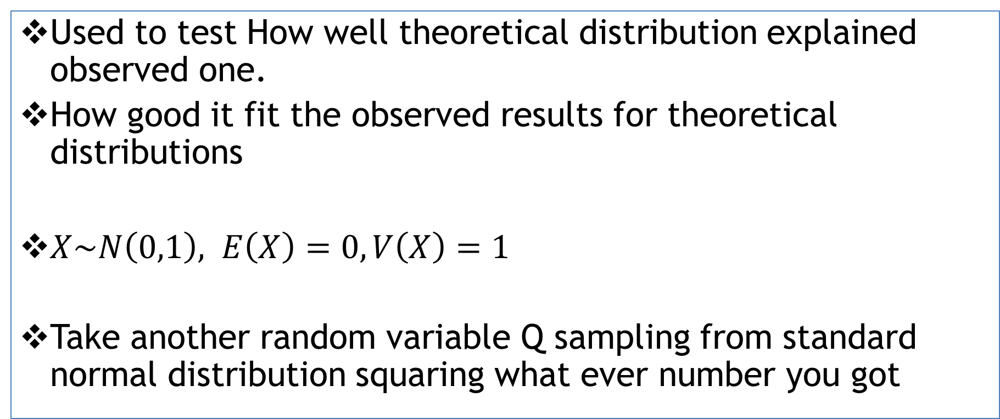 ❖Used to test How well theoretical distribution explained
observed one.
❖How good it fit the observed results for theoretical
distributions
❖X~N(0,1), E(X) = 0,V(X) = 1
❖Take another random variable Q sampling from standard
normal distribution squaring what ever number you got